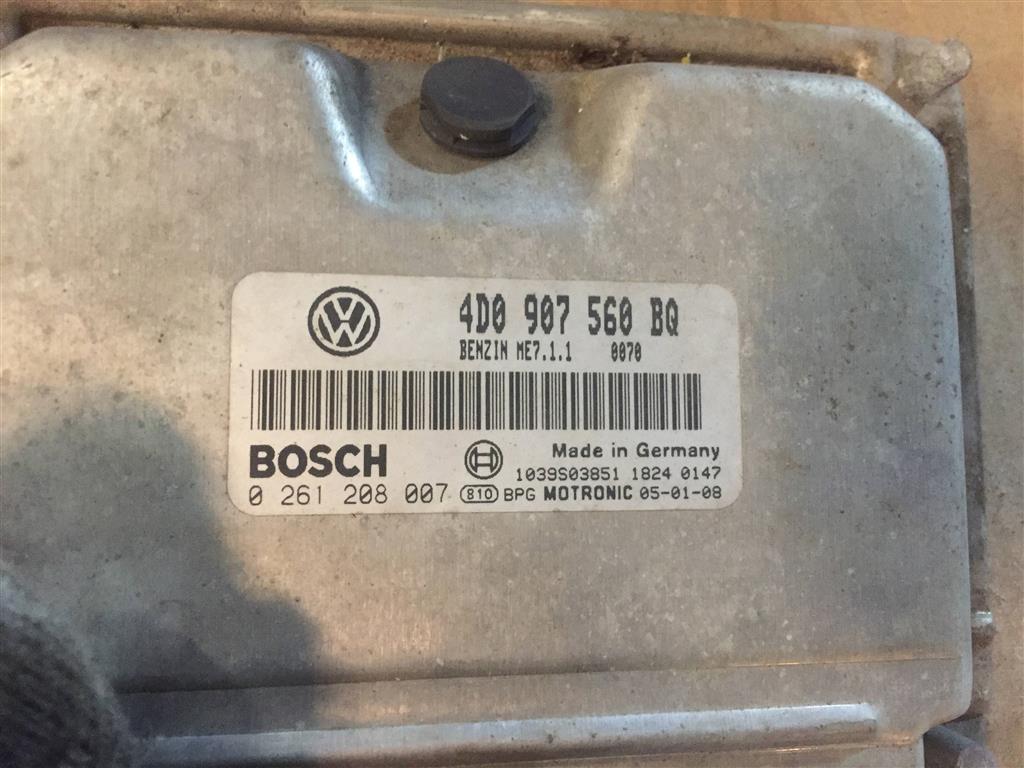 4D0 907 560 BQ
BENZIN ME7.1.1 0070
BOSCH
Made in Germany
1039S03851 1824 0147
0 261 208 007 810 BPG MOTRONIC 05-01-08